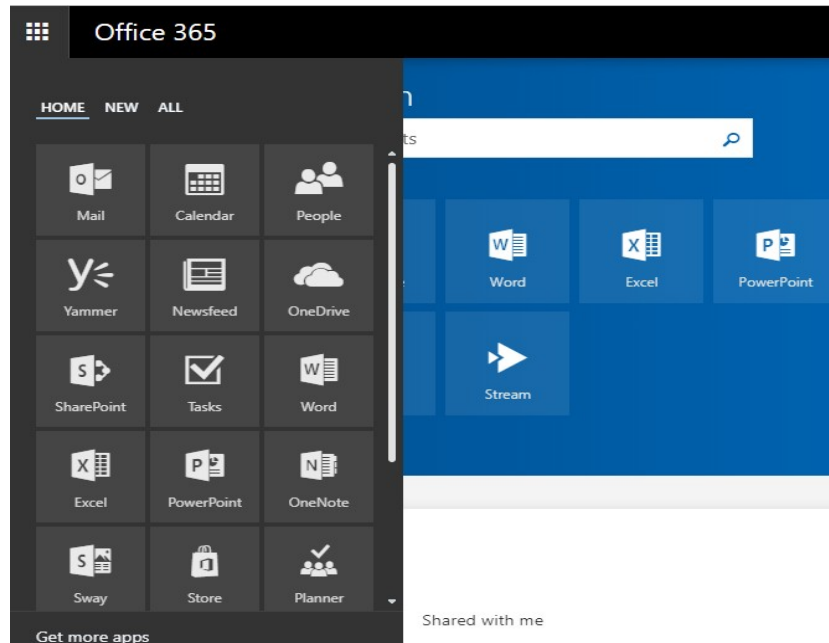 Office 365
HOME NEW ALL
Mail Calendar People
Yammer Newsfeed OneDrive
SharePoint Tasks Word
Excel PowerPoint OneNote
Sway Store Planner
Get more apps
Word Excel PowerPoint
Stream
Shared with me